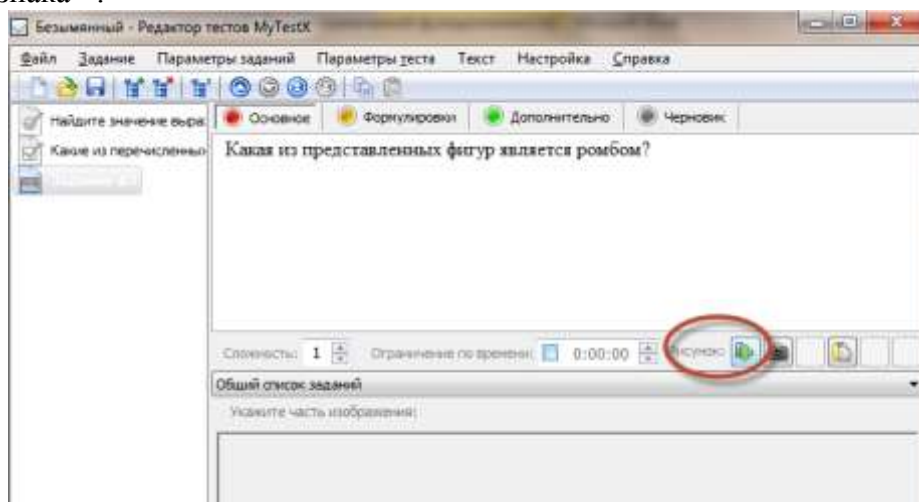 Безымянный - Редактор тестов MyTestX
Файл Задание Параметры заданий Параметры теста Текст Настройка Справка
Найдите значение выра
Какие из перечисленны
Основное Формулировки Дополнительно Черновик
Какая из представленных фигур является ромбом?
Сложность: 1 Ограничение по времени: 0:00:00 Рисунок:
Общий список заданий
Укажите часть изображения: